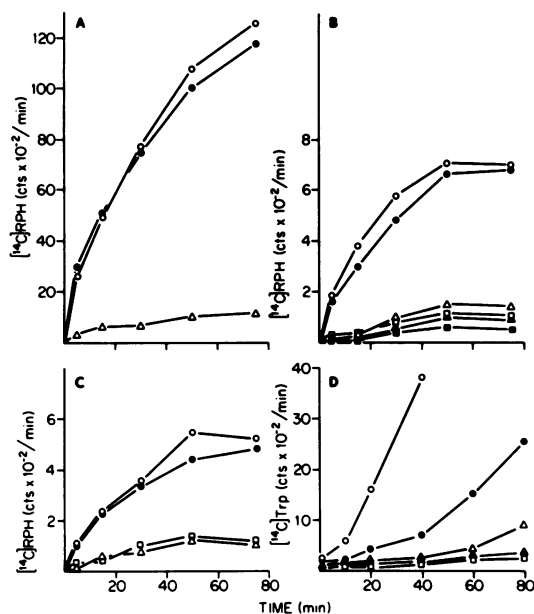 A
[¹⁴C]RPH (cts x 10⁻²/min)
120
100
80
60
40
20
B
[¹⁴C]RPH (cts x 10⁻²/min)
8
6
4
2
C
[¹⁴C]RPH (cts x 10⁻²/min)
6
4
2
20 40 60 80
D
[¹⁴C]Trp (cts x 10⁻²/min)
40
30
20
10
20 40 60 80
TIME (min)